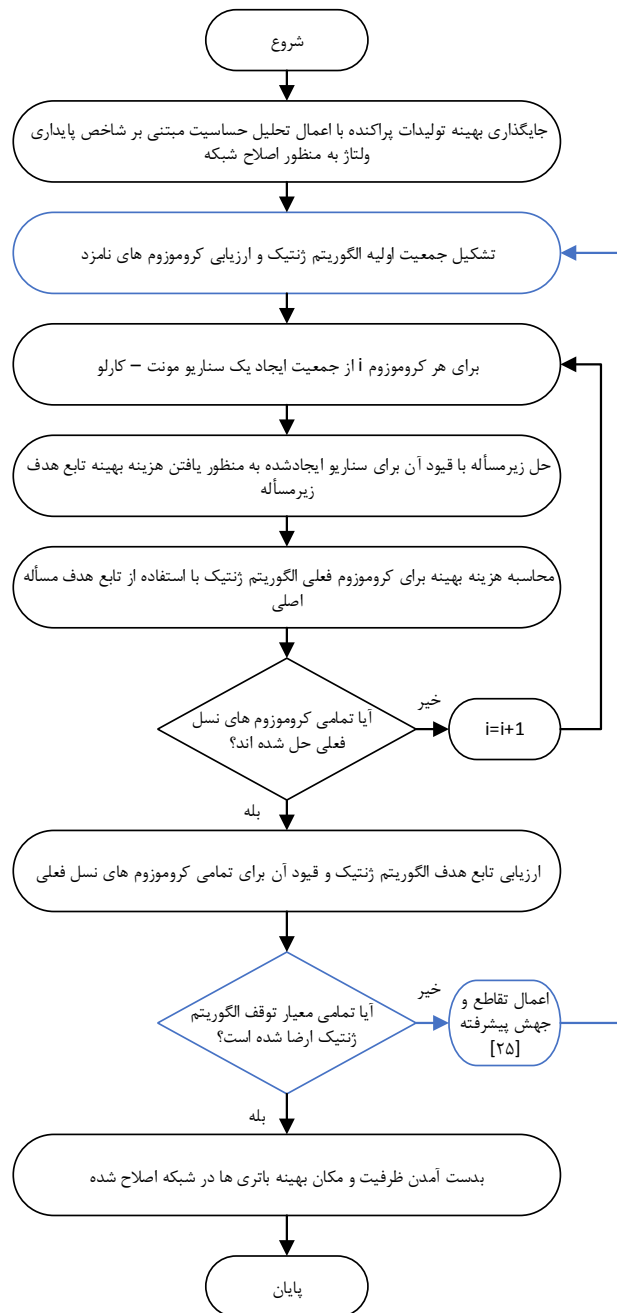 شروع
جایگذاری بهینه تولیدات پراکنده با اعمال تحلیل حساسیت مبتنی بر شاخص پایداری
ولتاژ به منظور اصلاح شبکه
تشکیل جمعیت اولیه الگوریتم ژنتیک و ارزیابی کروموزوم های نامزد
برای هر کروموزوم i از جمعیت ایجاد یک سناریو مونت – کارلو
حل زیرمسأله با قیود آن برای سناریو ایجادشده به منظور یافتن هزینه بهینه تابع هدف
زیرمسأله
محاسبه هزینه بهینه برای کروموزوم فعلی الگوریتم ژنتیک با استفاده از تابع هدف مسأله
اصلی
آیا تمامی کروموزوم های نسل
فعلی حل شده اند؟
خیر
i=i+1
بله
ارزیابی تابع هدف الگوریتم ژنتیک و قیود آن برای تمامی کروموزوم های نسل فعلی
آیا تمامی معیار توقف الگوریتم
ژنتیک ارضا شده است؟
خیر
اعمال تقاطع و
جهش پیشرفته
[۲۵]
بله
بدست آمدن ظرفیت و مکان بهینه باتری ها در شبکه اصلاح شده
پایان